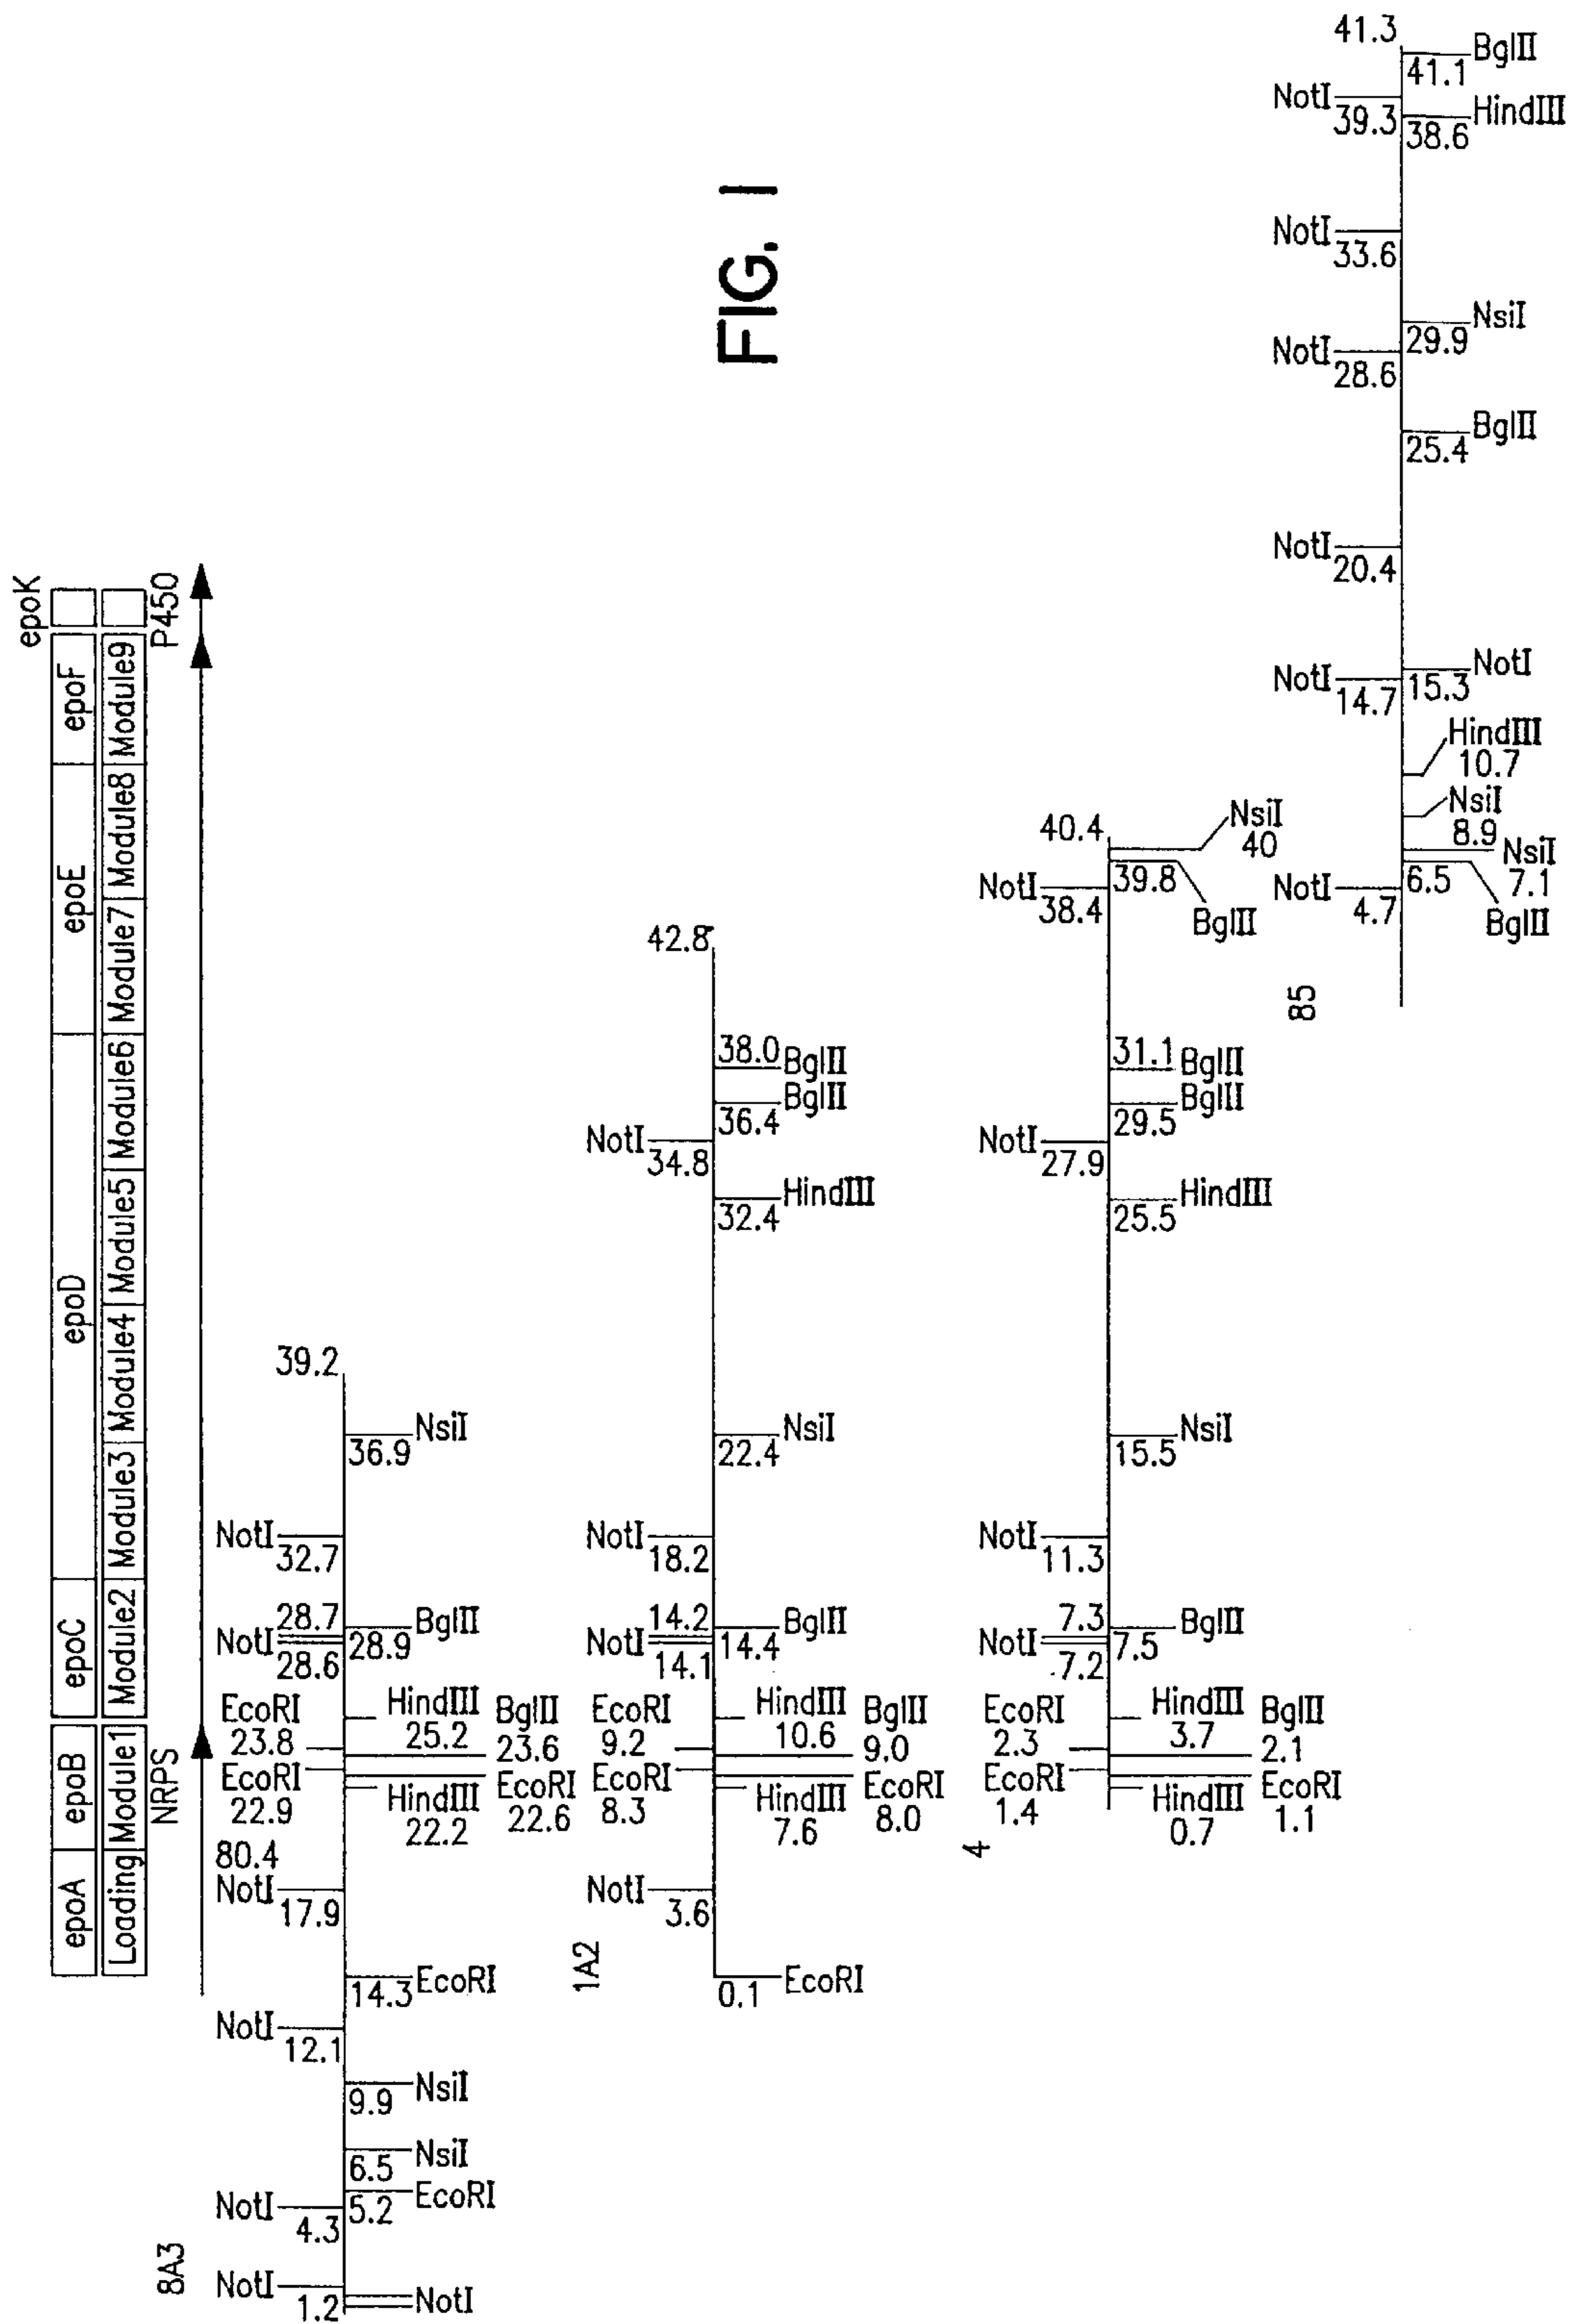 FIG. 1
epoA epoB epoC epoD epoE epoF epoK
Loading Module1 Module2 Module3 Module4 Module5 Module6 Module7 Module8 Module9
NRPS
P450
80.4
8A3
NotI
1.2
NotI
NotI
4.3
5.2
EcoRI
6.5
NsiI
9.9
NsiI
NotI
12.1
14.3
EcoRI
NotI
17.9
HindIII
22.2
EcoRI
22.6
EcoRI
22.9
BglII
23.6
EcoRI
23.8
HindIII
25.2
NotI
28.6
28.7
28.9
BglII
NotI
32.7
36.9
NsiI
39.2
1A2
0.1
EcoRI
NotI
3.6
HindIII
7.6
EcoRI
8.0
EcoRI
8.3
BglII
9.0
EcoRI
9.2
HindIII
10.6
NotI
14.1
14.2
14.4
BglII
NotI
18.2
22.4
NsiI
32.4
HindIII
NotI
34.8
36.4
BglII
38.0
BglII
42.8
4
HindIII
0.7
EcoRI
1.1
EcoRI
1.4
BglII
2.1
EcoRI
2.3
HindIII
3.7
NotI
7.2
7.3
7.5
BglII
NotI
11.3
15.5
NsiI
25.5
HindIII
NotI
27.9
29.5
BglII
31.1
BglII
NotI
38.4
39.8
BglII
NsiI
40
40.4
85
NotI
4.7
6.5
BglII
NsiI
7.1
NsiI
8.9
HindIII
10.7
NotI
14.7
15.3
NotI
NotI
20.4
25.4
BglII
NotI
28.6
29.9
NsiI
NotI
33.6
38.6
HindIII
NotI
39.3
41.1
BglII
41.3